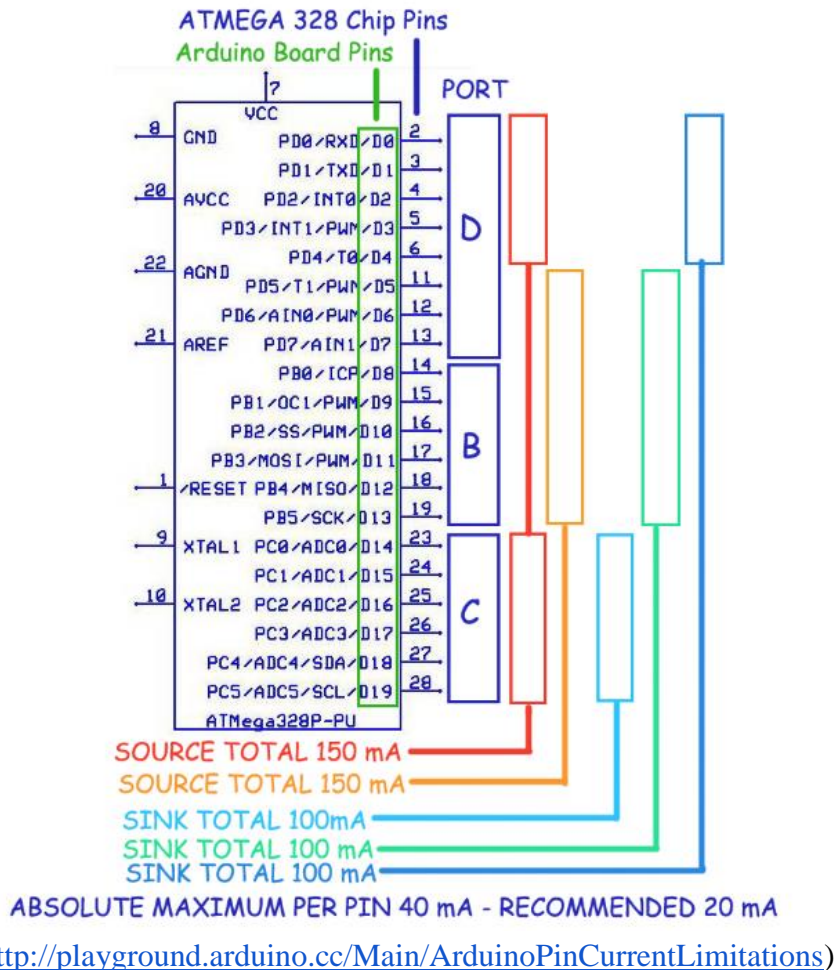 ATMEGA 328 Chip Pins
Arduino Board Pins
PORT
7
VCC
8 GND PD0/RXD/D0 2
PD1/TXD/D1 3
20 AVCC PD2/INT0/D2 4
PD3/INT1/PWM/D3 5
D
PD4/T0/D4 6
22 AGND
PD5/T1/PWM/D5 11
PD6/AIN0/PWM/D6 12
21 AREF PD7/AIN1/D7 13
PB0/ICP/D8 14
PB1/OC1/PWM/D9 15
PB2/SS/PWM/D10 16
B
PB3/MOSI/PWM/D11 17
1 /RESET PB4/MISO/D12 18
PB5/SCK/D13 19
9 XTAL1 PC0/ADC0/D14 23
PC1/ADC1/D15 24
10 XTAL2 PC2/ADC2/D16 25
C
PC3/ADC3/D17 26
PC4/ADC4/SDA/D18 27
PC5/ADC5/SCL/D19 28
ATMega328P-PU
SOURCE TOTAL 150 mA
SOURCE TOTAL 150 mA
SINK TOTAL 100mA
SINK TOTAL 100 mA
SINK TOTAL 100 mA
ABSOLUTE MAXIMUM PER PIN 40 mA - RECOMMENDED 20 mA
ttp://playground.arduino.cc/Main/ArduinoPinCurrentLimitations)